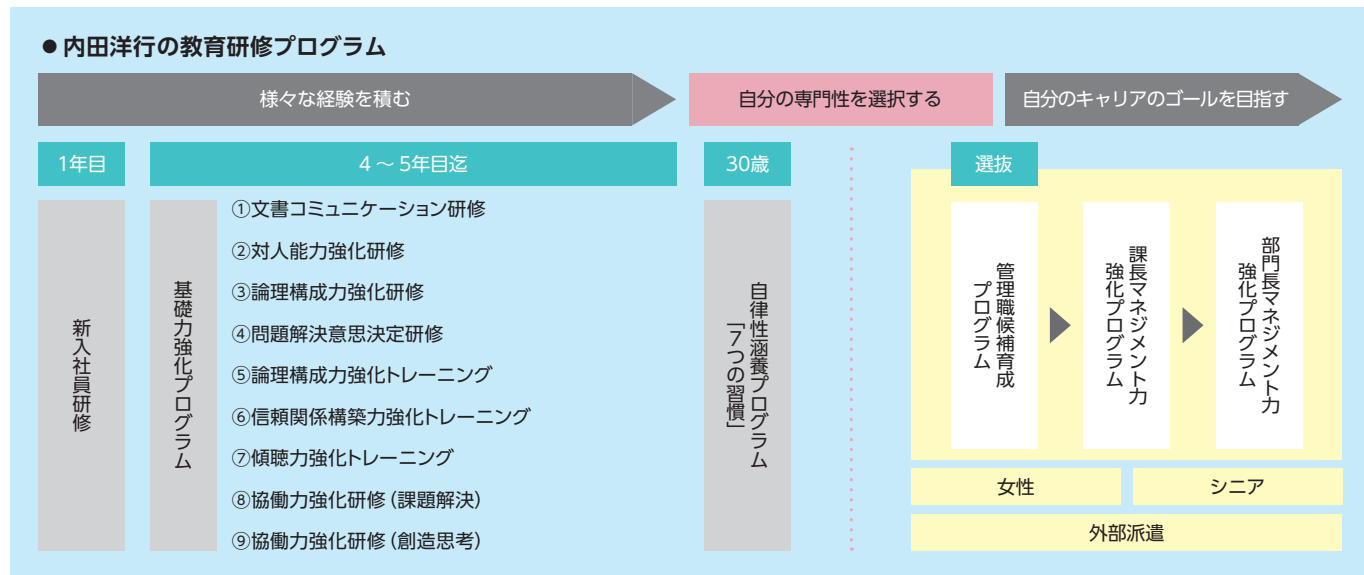 ●内田洋行の教育研修プログラム
様々な経験を積む
自分の専門性を選択する
自分のキャリアのゴールを目指す
1年目
4～5年目迄
30歳
選抜
新入社員研修
基礎力強化プログラム
①文書コミュニケーション研修
②対人能力強化研修
③論理構成力強化研修
④問題解決意思決定研修
⑤論理構成力強化トレーニング
⑥信頼関係構築力強化トレーニング
⑦傾聴力強化トレーニング
⑧協働力強化研修（課題解決）
⑨協働力強化研修（創造思考）
自律性涵養プログラム
「7つの習慣」
管理職候補育成
プログラム
課長マネジメント力
強化プログラム
部門長マネジメント力
強化プログラム
女性
シニア
外部派遣